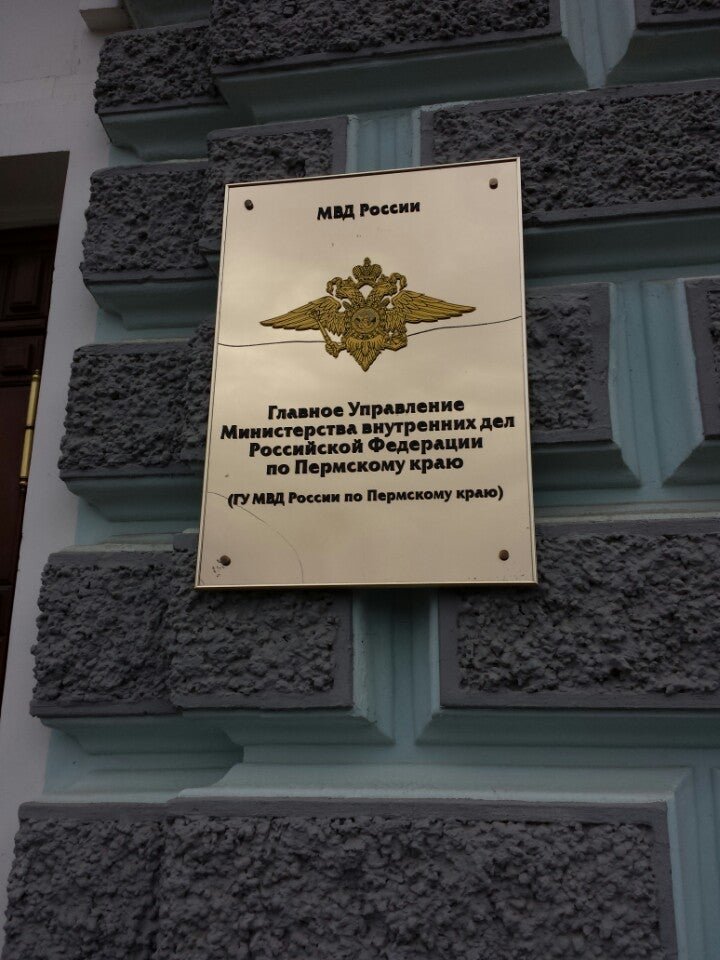 МВД России
Главное Управление
Министерства внутренних дел
Российской Федерации
по Пермскому краю
(ГУ МВД России по Пермскому краю)